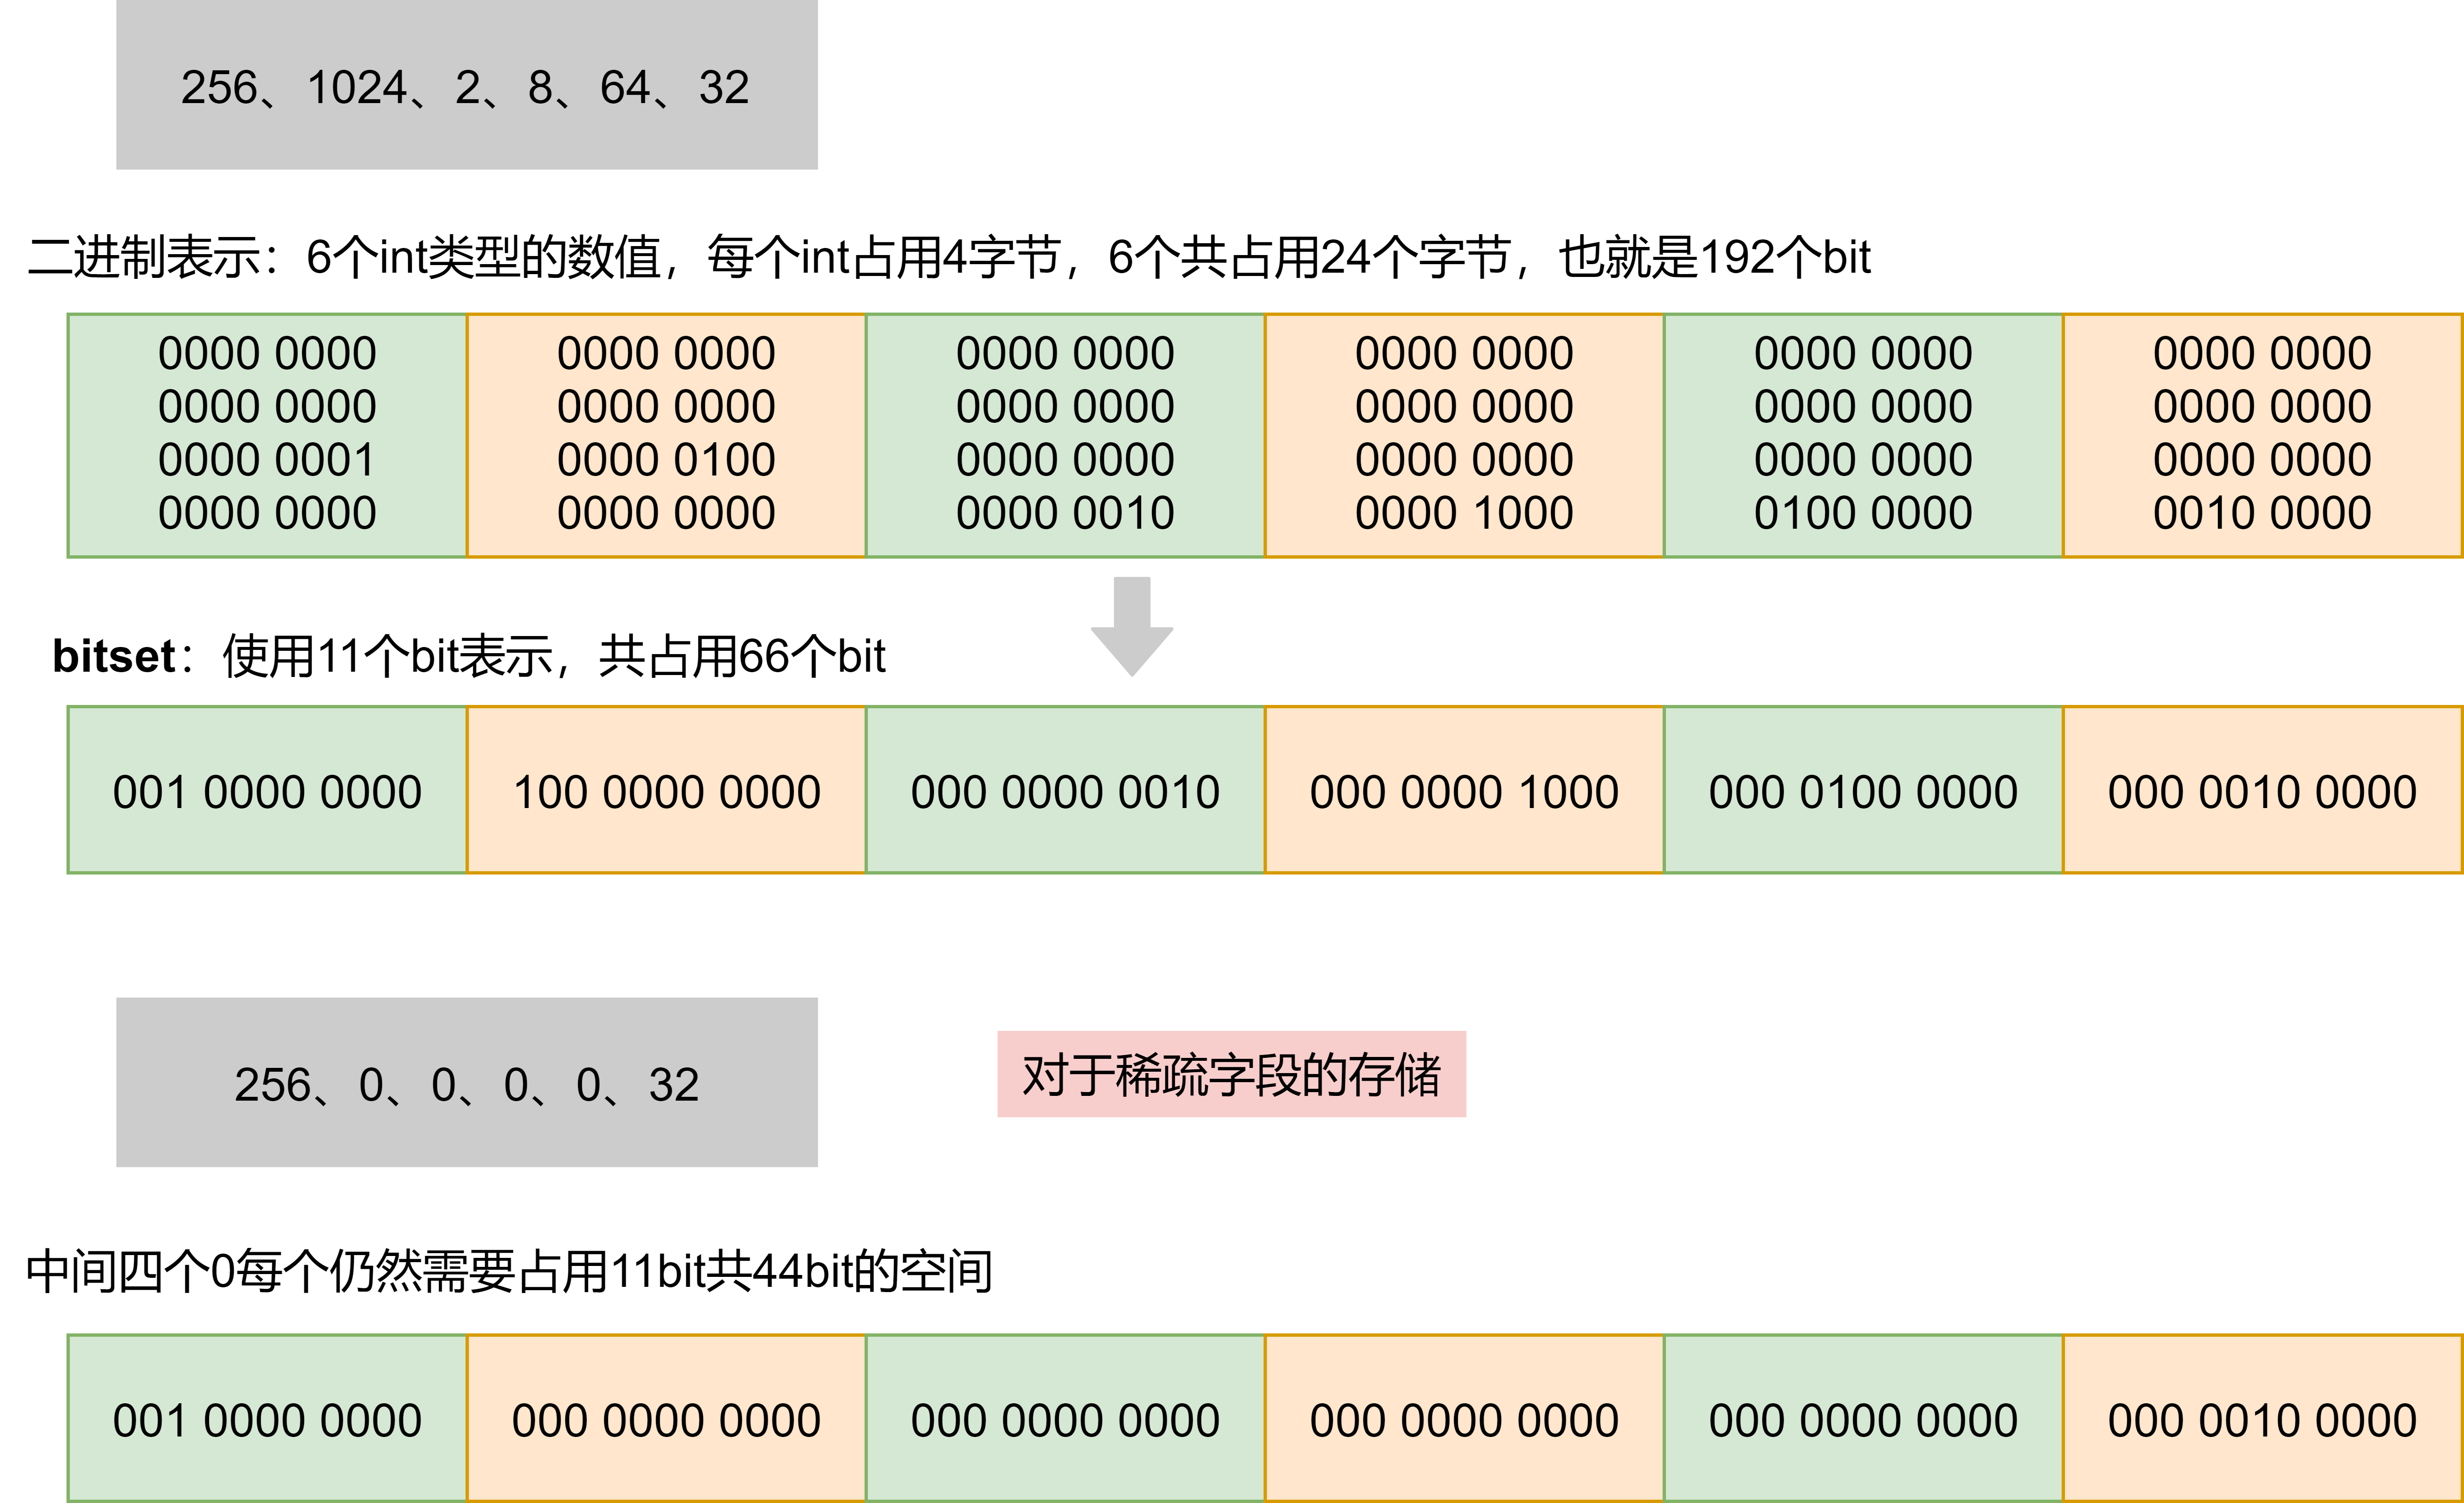 256、1024、2、8、64、32
二进制表示：6个int类型的数值，每个int占用4字节，6个共占用24个字节，也就是192个bit
0000 0000 0000 0000 0000 0000 0000 0000 0000 0000 0000 0000
0000 0000 0000 0000 0000 0000 0000 0000 0000 0000 0000 0000
0000 0001 0000 0100 0000 0000 0000 0000 0000 0000 0000 0000
0000 0000 0000 0000 0000 0010 0000 1000 0100 0000 0010 0000
bitset：使用11个bit表示，共占用66个bit
001 0000 0000 100 0000 0000 000 0000 0010 000 0000 1000 000 0100 0000 000 0010 0000
256、0、0、0、0、32
对于稀疏字段的存储
中间四个0每个仍然需要占用11bit共44bit的空间
001 0000 0000 000 0000 0000 000 0000 0000 000 0000 0000 000 0000 0000 000 0010 0000